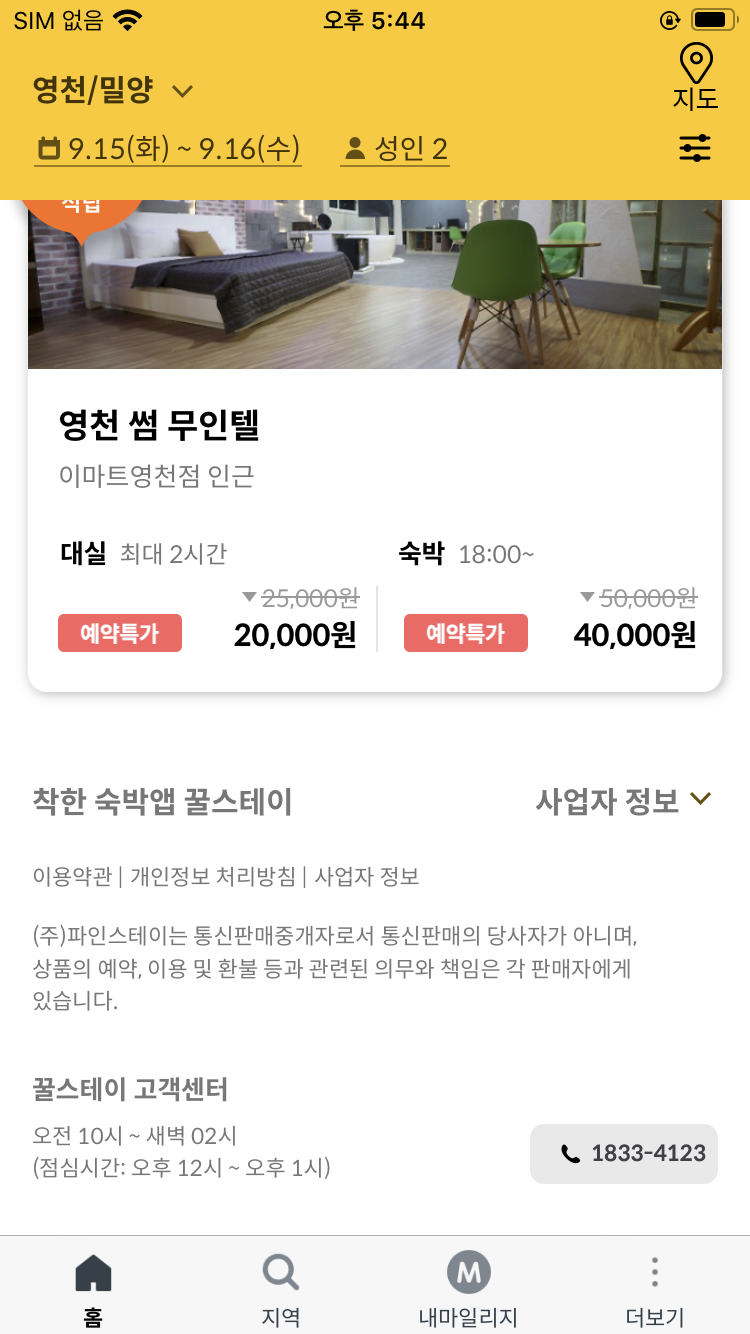 SIM 없음
오후 5:44
영천/밀양
지도
9.15(화) ~ 9.16(수)
성인 2
적립
영천 썸 무인텔
이마트영천점 인근
대실 최대 2시간
숙박 18:00~
▼25,000원
▼50,000원
예약특가 20,000원
예약특가 40,000원
착한 숙박앱 꿀스테이
사업자 정보
이용약관 | 개인정보 처리방침 | 사업자 정보
(주)파인스테이는 통신판매중개자로서 통신판매의 당사자가 아니며,
상품의 예약, 이용 및 환불 등과 관련된 의무와 책임은 각 판매자에게
있습니다.
꿀스테이 고객센터
오전 10시 ~ 새벽 02시
(점심시간: 오후 12시 ~ 오후 1시)
1833-4123
M
홈
지역
내마일리지
더보기